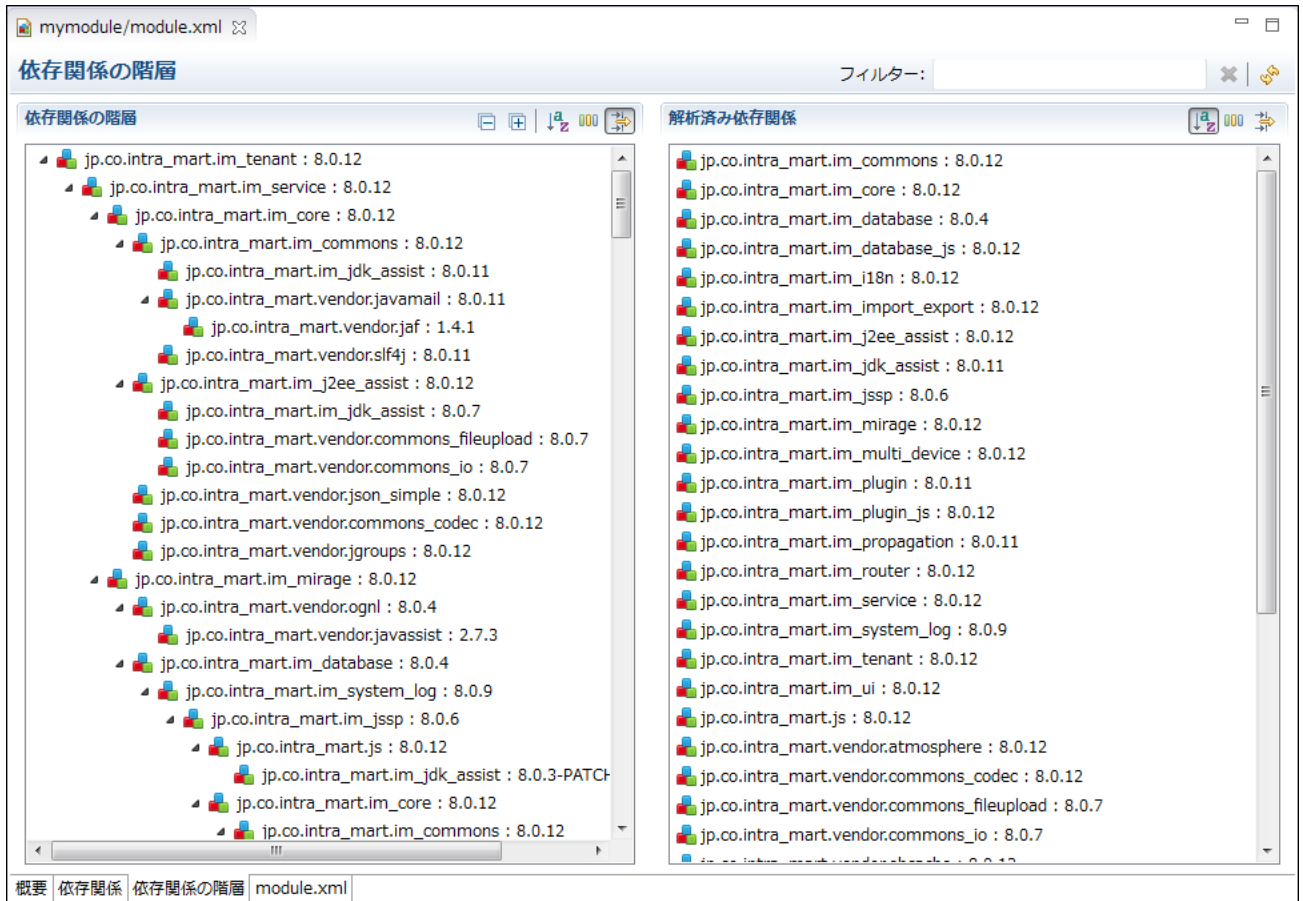 mymodule/module.xml
依存関係の階層
フィルター:
依存関係の階層
jp.co.intra_mart.im_tenant : 8.0.12
jp.co.intra_mart.im_service : 8.0.12
jp.co.intra_mart.im_core : 8.0.12
jp.co.intra_mart.im_commons : 8.0.12
jp.co.intra_mart.im_jdk_assist : 8.0.11
jp.co.intra_mart.vendor.javamail : 8.0.11
jp.co.intra_mart.vendor.jaf : 1.4.1
jp.co.intra_mart.vendor.slf4j : 8.0.11
jp.co.intra_mart.im_j2ee_assist : 8.0.12
jp.co.intra_mart.im_jdk_assist : 8.0.7
jp.co.intra_mart.vendor.commons_fileupload : 8.0.7
jp.co.intra_mart.vendor.commons_io : 8.0.7
jp.co.intra_mart.vendor.json_simple : 8.0.12
jp.co.intra_mart.vendor.commons_codec : 8.0.12
jp.co.intra_mart.vendor.jgroups : 8.0.12
jp.co.intra_mart.im_mirage : 8.0.12
jp.co.intra_mart.vendor.ognl : 8.0.4
jp.co.intra_mart.vendor.javassist : 2.7.3
jp.co.intra_mart.im_database : 8.0.4
jp.co.intra_mart.im_system_log : 8.0.9
jp.co.intra_mart.im_jssp : 8.0.6
jp.co.intra_mart.js : 8.0.12
jp.co.intra_mart.im_jdk_assist : 8.0.3-PATCH
jp.co.intra_mart.im_core : 8.0.12
jp.co.intra_mart.im_commons : 8.0.12
解析済み依存関係
jp.co.intra_mart.im_commons : 8.0.12
jp.co.intra_mart.im_core : 8.0.12
jp.co.intra_mart.im_database : 8.0.4
jp.co.intra_mart.im_database_js : 8.0.12
jp.co.intra_mart.im_i18n : 8.0.12
jp.co.intra_mart.im_import_export : 8.0.12
jp.co.intra_mart.im_j2ee_assist : 8.0.12
jp.co.intra_mart.im_jdk_assist : 8.0.11
jp.co.intra_mart.im_jssp : 8.0.6
jp.co.intra_mart.im_mirage : 8.0.12
jp.co.intra_mart.im_multi_device : 8.0.12
jp.co.intra_mart.im_plugin : 8.0.11
jp.co.intra_mart.im_plugin_js : 8.0.12
jp.co.intra_mart.im_propagation : 8.0.11
jp.co.intra_mart.im_router : 8.0.12
jp.co.intra_mart.im_service : 8.0.12
jp.co.intra_mart.im_system_log : 8.0.9
jp.co.intra_mart.im_tenant : 8.0.12
jp.co.intra_mart.im_ui : 8.0.12
jp.co.intra_mart.js : 8.0.12
jp.co.intra_mart.vendor.atmosphere : 8.0.12
jp.co.intra_mart.vendor.commons_codec : 8.0.12
jp.co.intra_mart.vendor.commons_fileupload : 8.0.7
jp.co.intra_mart.vendor.commons_io : 8.0.7
概要 依存関係 依存関係の階層 module.xml